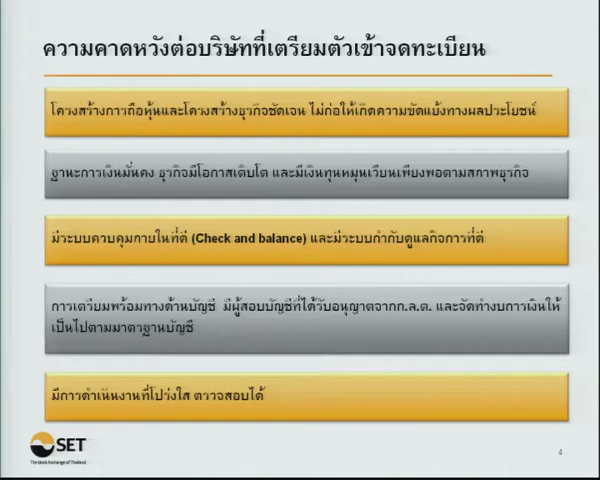 ความคาดหวังต่อบริษัทที่เตรียมตัวเข้าจดทะเบียน
โครงสร้างการถือหุ้นและโครงสร้างธุรกิจชัดเจน ไม่ก่อให้เกิดความขัดแย้งทางผลประโยชน์
ฐานะการเงินมั่นคง ธุรกิจมีโอกาสเติบโต และมีเงินทุนหมุนเวียนเพียงพอตามสภาพธุรกิจ
มีระบบควบคุมภายในที่ดี (Check and balance) และมีระบบกำกับดูแลกิจการที่ดี
การเตรียมพร้อมทางด้านบัญชี มีผู้สอบบัญชีที่ได้รับอนุญาตจากก.ล.ต. และจัดทำงบการเงินให้
เป็นไปตามมาตรฐานบัญชี
มีการดำเนินงานที่โปร่งใส ตรวจสอบได้
SET
The Stock Exchange of Thailand
4